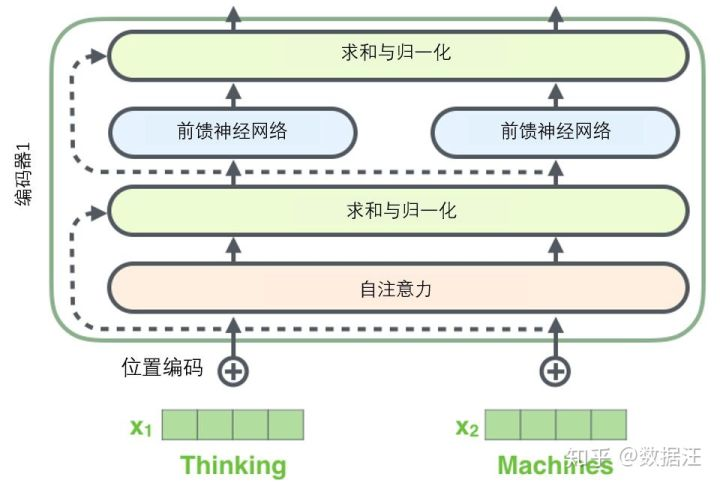 求和与归一化
前馈神经网络
前馈神经网络
编码器1
求和与归一化
自注意力
位置编码
x1
x2
Thinking
Machines
知乎 @数据汪